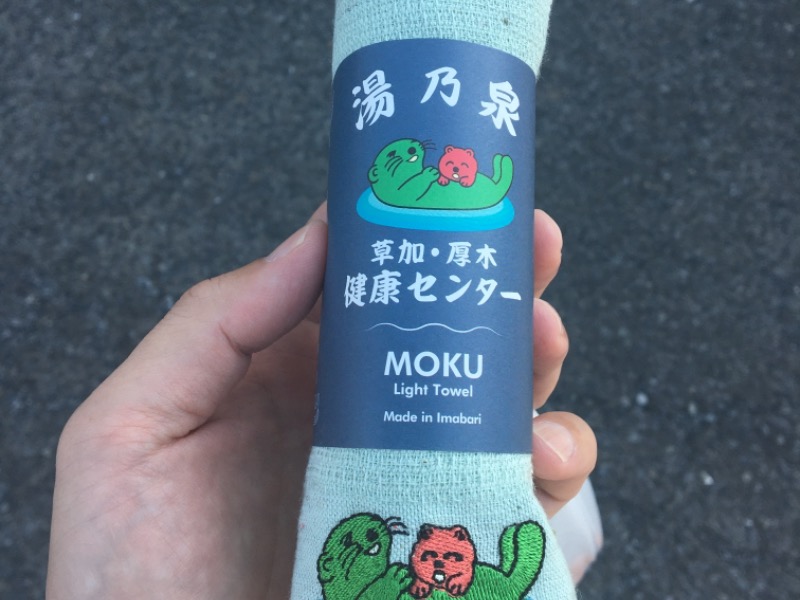 湯乃泉
草加・厚木
健康センター
MOKU
Light Towel
Made in Imabari